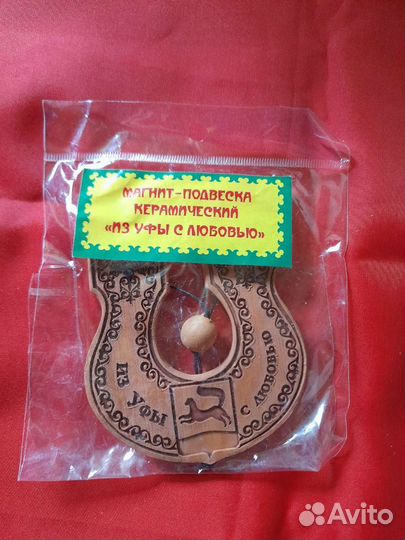 МАГНИТ-ПОДВЕСКА
КЕРАМИЧЕСКИЙ
«ИЗ УФЫ С ЛЮБОВЬЮ»
ИЗ УФЫ С ЛЮБОВЬЮ
Avito